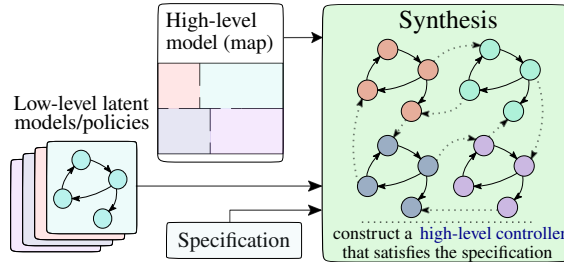 High-level
model (map)
Synthesis
Low-level latent
models/policies
Specification
construct a high-level controller
that satisfies the specification